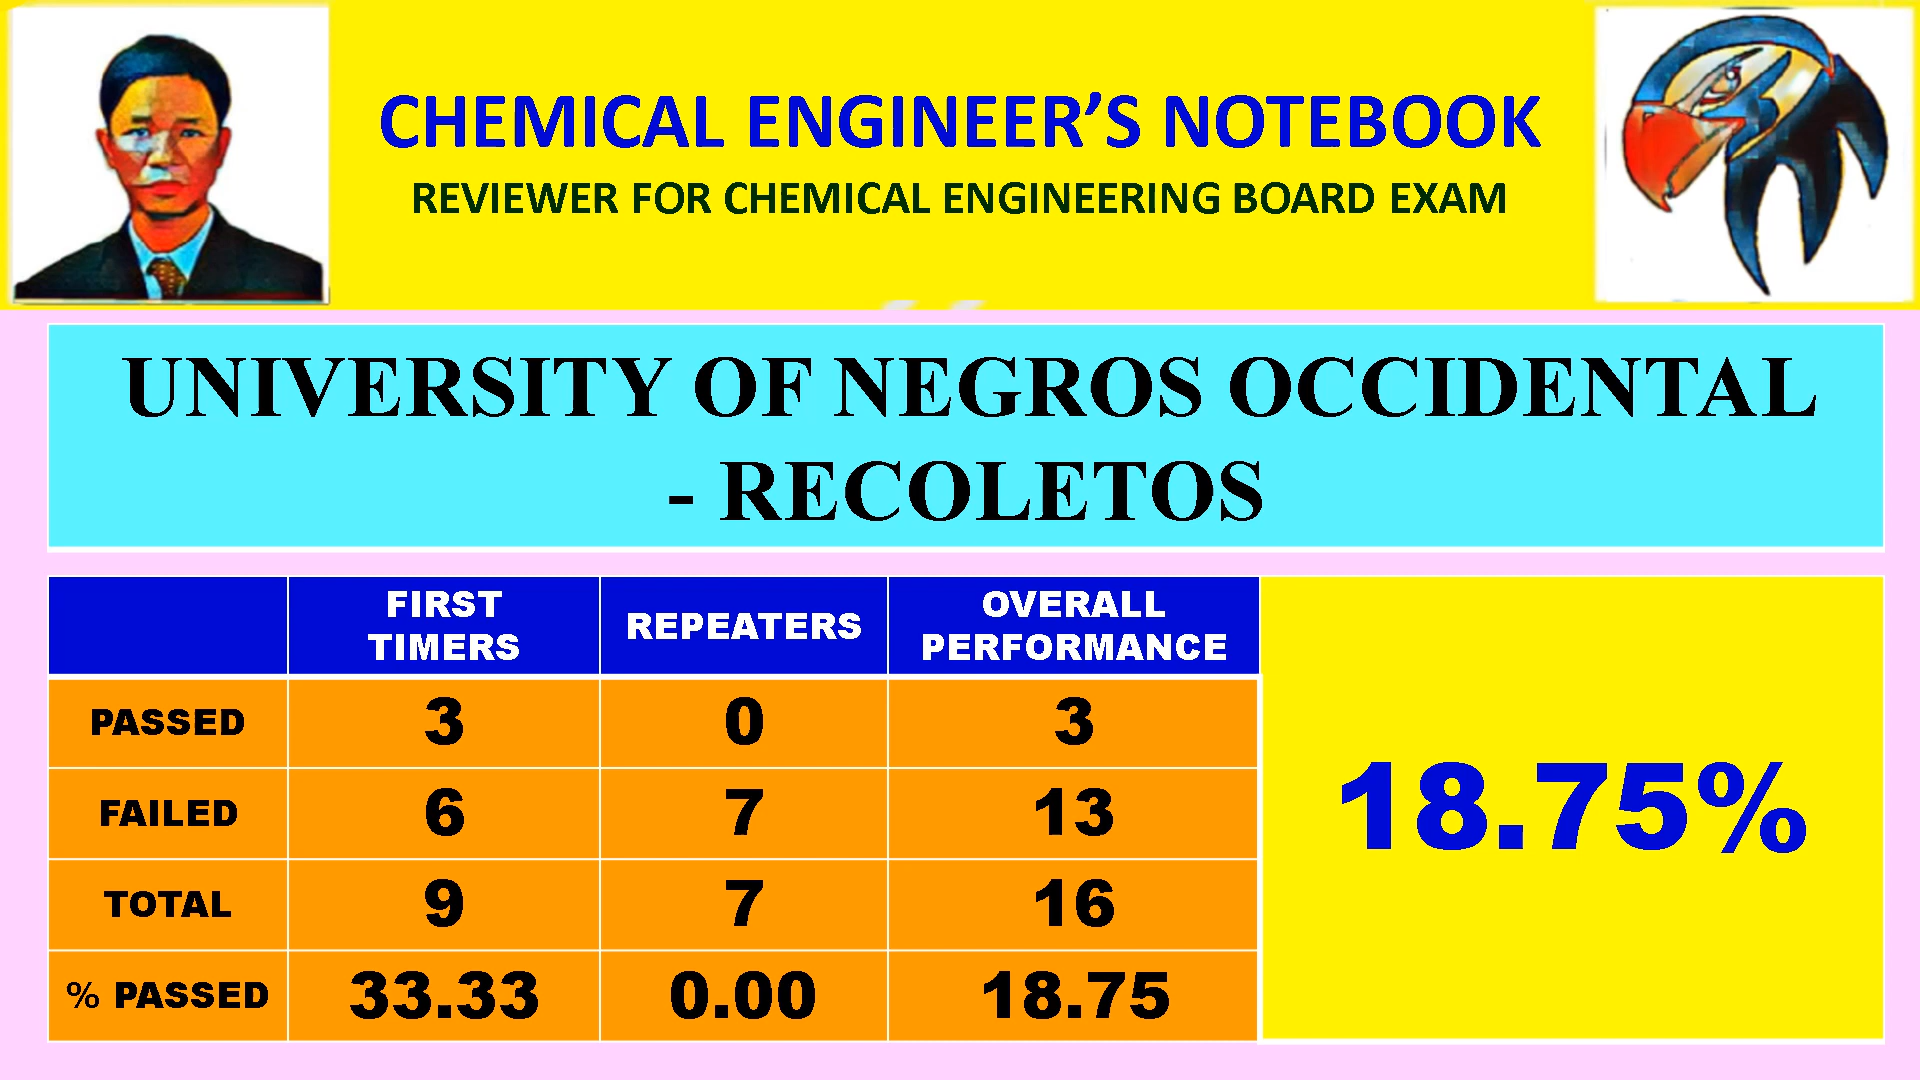 CHEMICAL ENGINEER’S NOTEBOOK
REVIEWER FOR CHEMICAL ENGINEERING BOARD EXAM
UNIVERSITY OF NEGROS OCCIDENTAL
- RECOLETOS
FIRST TIMERS REPEATERS OVERALL PERFORMANCE
PASSED 3 0 3
FAILED 6 7 13
TOTAL 9 7 16
% PASSED 33.33 0.00 18.75
18.75%